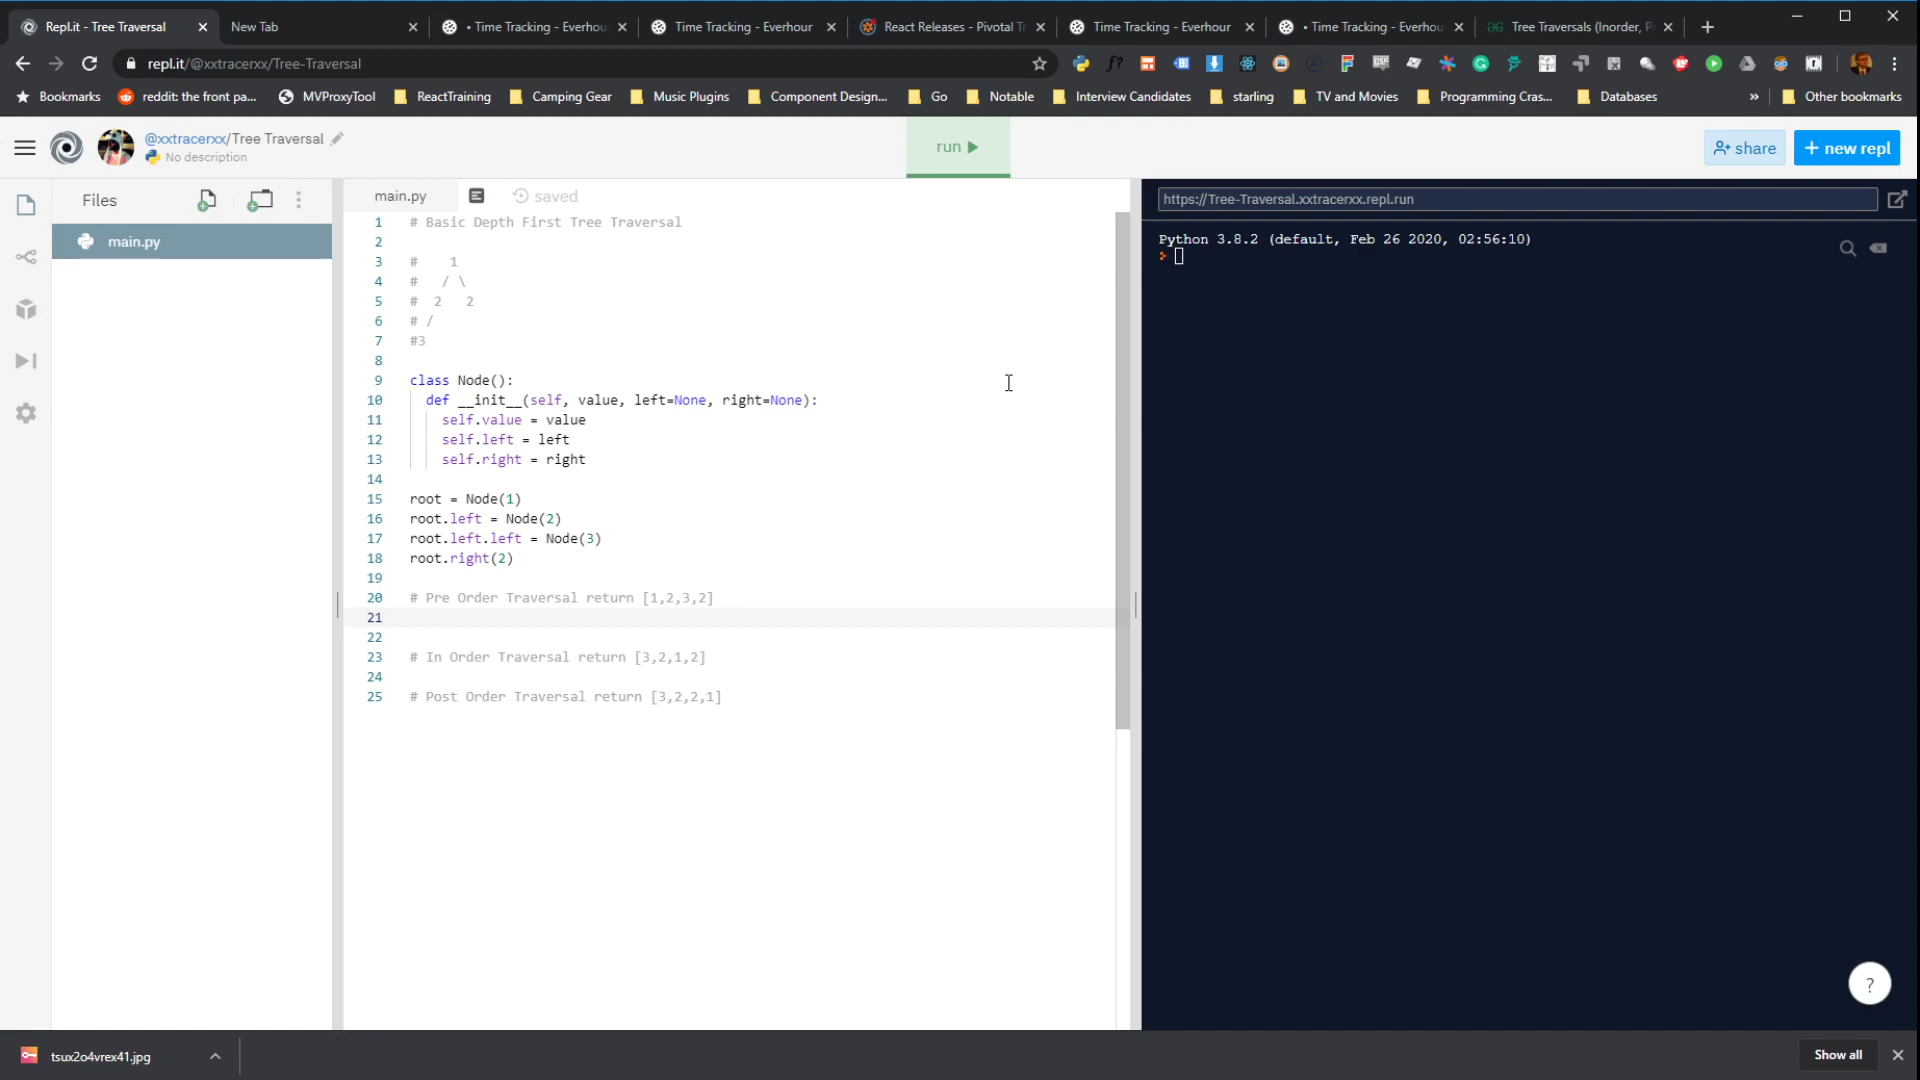 Repl.it - Tree Traversal
New Tab
• Time Tracking - Everhou
Time Tracking - Everhour
React Releases - Pivotal Tr
Time Tracking - Everhour
• Time Tracking - Everhou
Tree Traversals (Inorder, P
repl.it/@xxtracerxx/Tree-Traversal
Bookmarks
reddit: the front pa...
MVProxyTool
ReactTraining
Camping Gear
Music Plugins
Component Design...
Go
Notable
Interview Candidates
starling
TV and Movies
Programming Cras...
Databases
»
Other bookmarks
@xxtracerxx/Tree Traversal
No description
run
share
+ new repl
Files
main.py
main.py
saved
1 # Basic Depth First Tree Traversal
2
3 #    1
4 #   / \
5 #  2   2
6 # /
7 #3
8
9 class Node():
10   def __init__(self, value, left=None, right=None):
11     self.value = value
12     self.left = left
13     self.right = right
14
15 root = Node(1)
16 root.left = Node(2)
17 root.left.left = Node(3)
18 root.right(2)
19
20 # Pre Order Traversal return [1,2,3,2]
21
22
23 # In Order Traversal return [3,2,1,2]
24
25 # Post Order Traversal return [3,2,2,1]
https://Tree-Traversal.xxtracerxx.repl.run
Python 3.8.2 (default, Feb 26 2020, 02:56:10)
?
tsux2o4vrex41.jpg
Show all